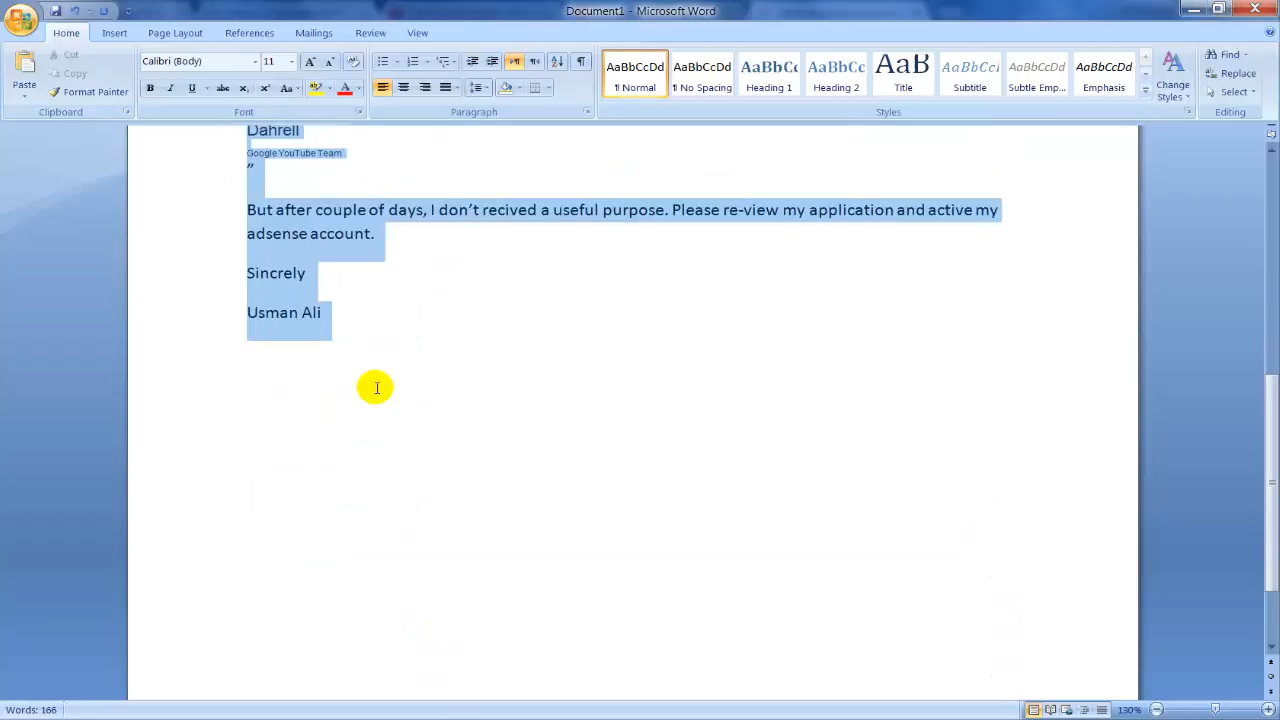 Document1 - Microsoft Word
Home Insert Page Layout References Mailings Review View
Cut
Copy
Format Painter
Paste
Clipboard
Calibri (Body) 11
Font
Paragraph
AaBbCcDd AaBbCcDd AaBbCc AaBbCc AaB AaBbCcI AaBbCcDd AaBbCcDd
¶ Normal ¶ No Spacing Heading 1 Heading 2 Title Subtitle Subtle Emp... Emphasis
Change
Styles
Styles
Find
Replace
Select
Editing
Dahrell
Google YouTube Team
”
But after couple of days, I don’t recived a useful purpose. Please re-view my application and active my
adsense account.
Sincrely
Usman Ali
Words: 166
130%